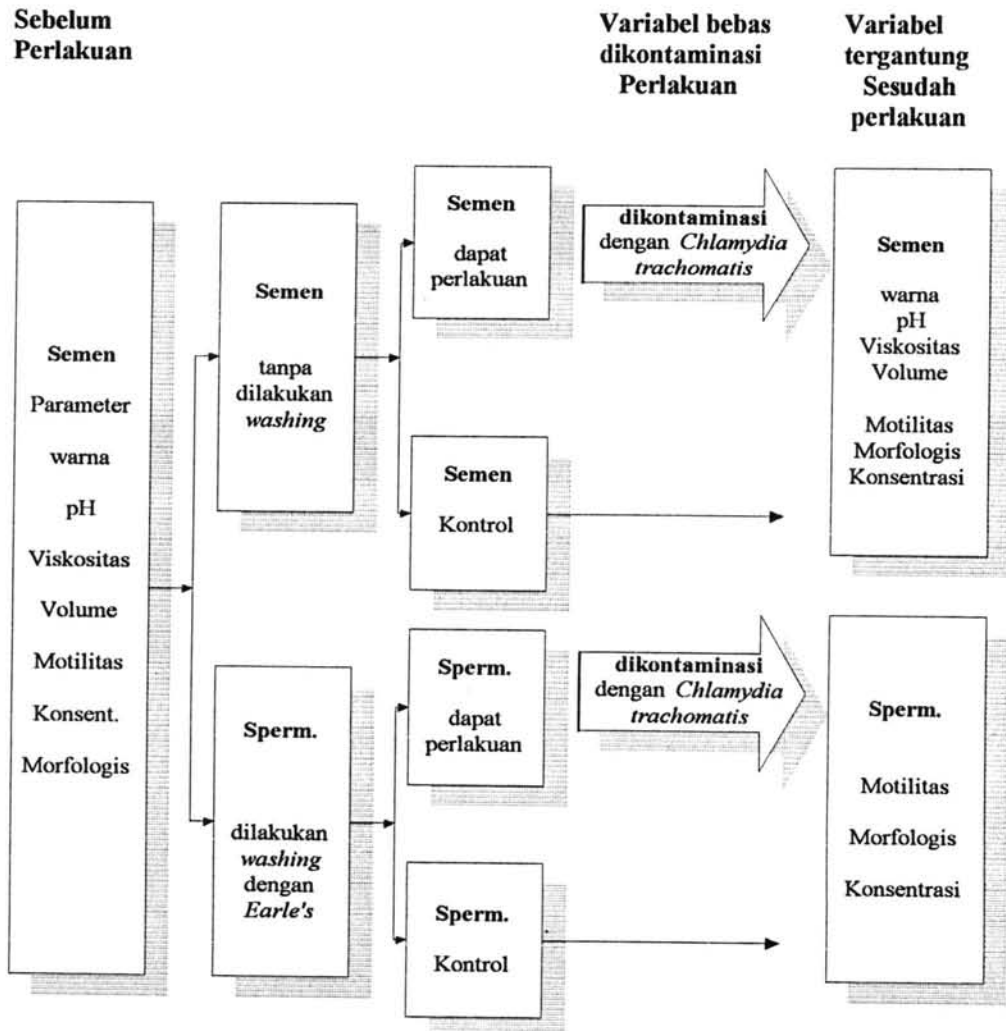 Sebelum
Perlakuan
Variabel bebas
dikontaminasi
Perlakuan
Variabel
tergantung
Sesudah
perlakuan
Semen
Parameter
warna
pH
Viskositas
Volume
Motilitas
Konsent.
Morfologis
Semen
tanpa
dilakukan
washing
Sperm.
dilakukan
washing
dengan
Earle's
Semen
dapat
perlakuan
Semen
Kontrol
Sperm.
dapat
perlakuan
Sperm.
Kontrol
dikontaminasi
dengan Chlamydia
trachomatis
dikontaminasi
dengan Chlamydia
trachomatis
Semen
warna
pH
Viskositas
Volume
Motilitas
Morfologis
Konsentrasi
Sperm.
Motilitas
Morfologis
Konsentrasi